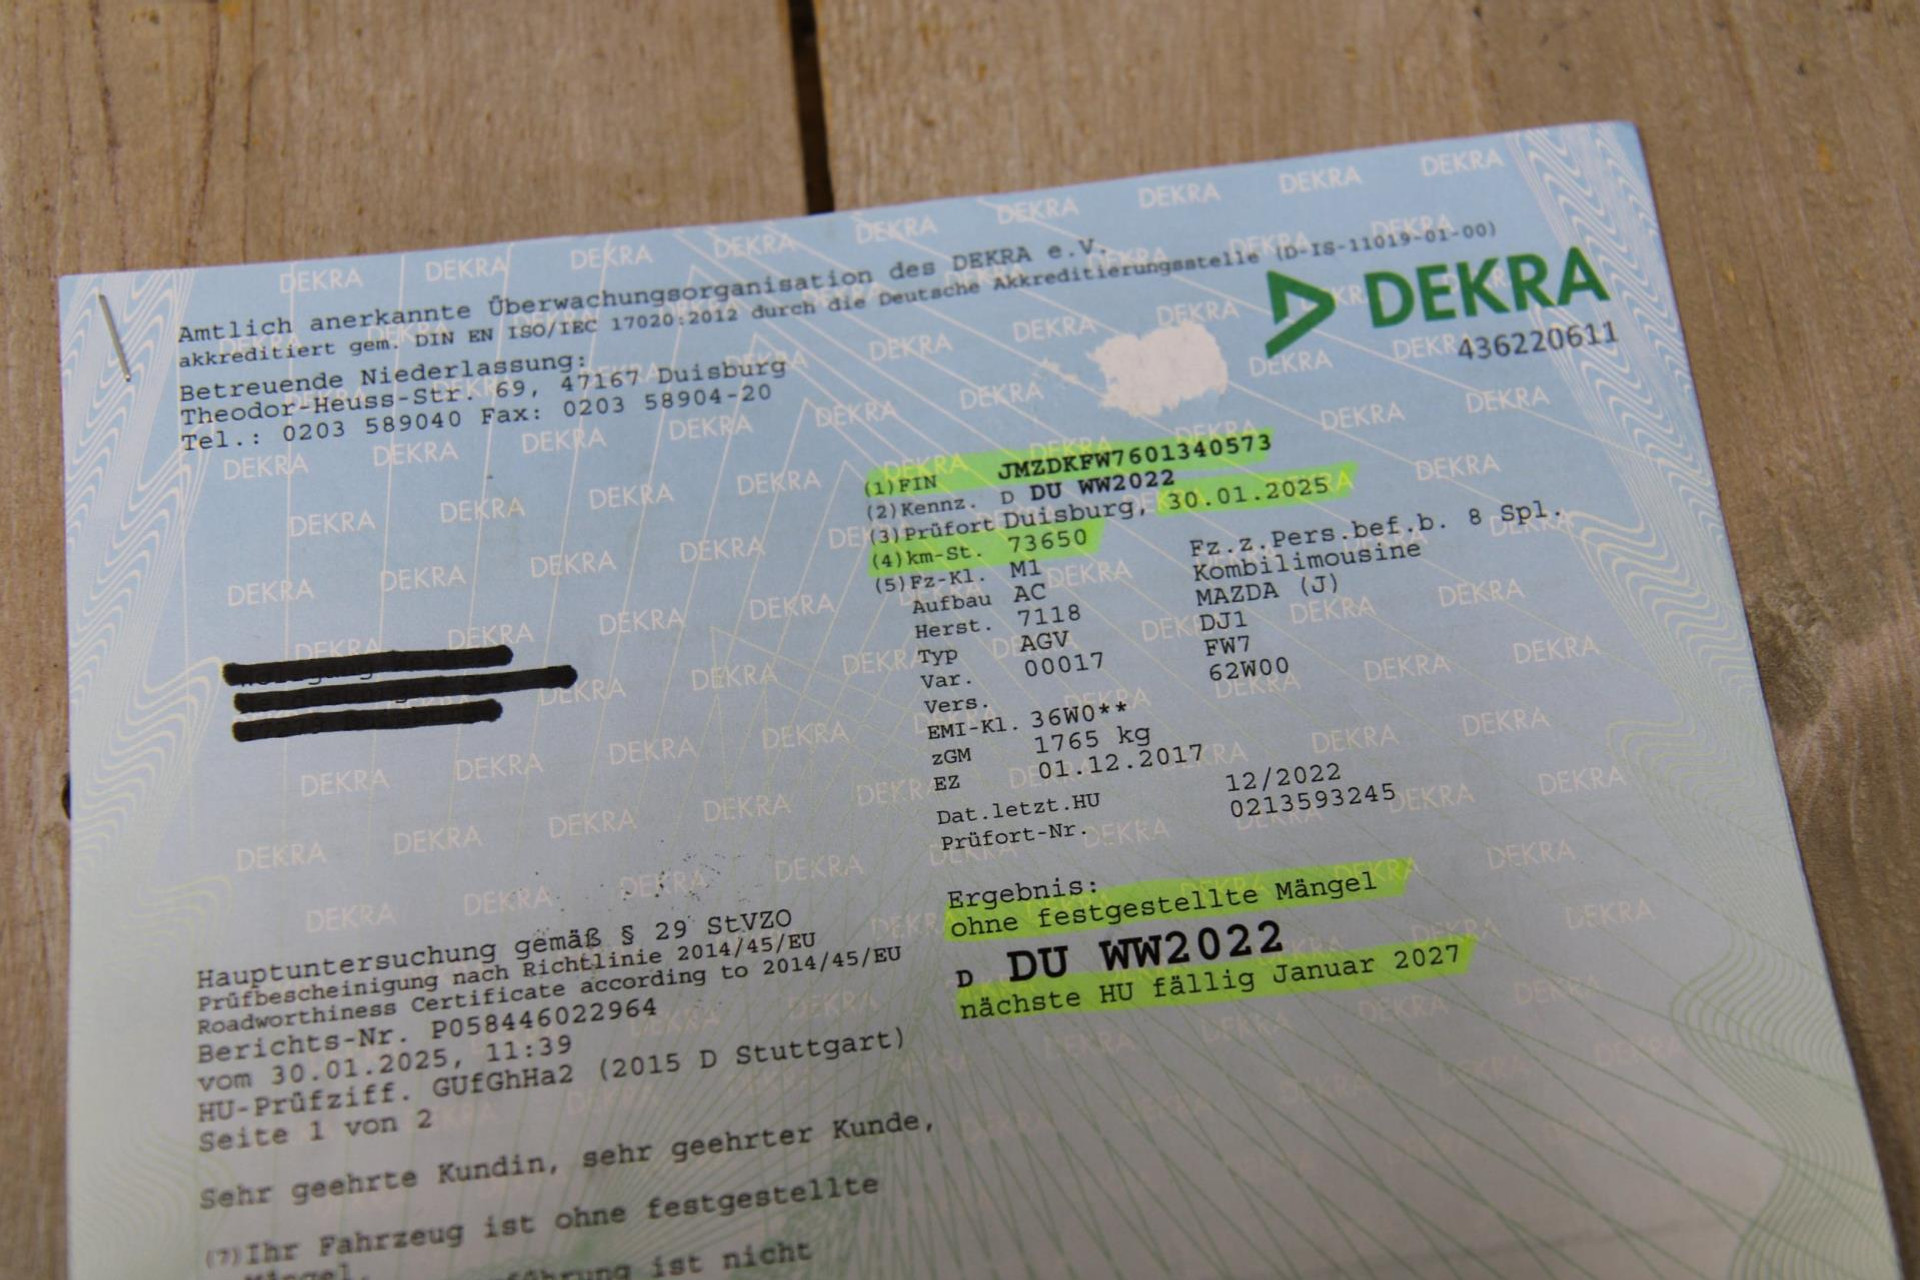 Amtlich anerkannte Überwachungsorganisation des DEKRA e.V.
akkreditiert gem. DIN EN ISO/IEC 17020:2012 durch die Deutsche Akkreditierungsstelle (D-IS-11019-01-00)
DEKRA
436220611
Betreuende Niederlassung:
Theodor-Heuss-Str. 69, 47167 Duisburg
Tel.: 0203 589040 Fax: 0203 58904-20
(1)FIN JMZDKFW7601340573
(2)Kennz. D DU WW2022
(3)Prüfort Duisburg, 30.01.2025
(4)km-St. 73650
(5)Fz-Kl. M1 Fz.z.Pers.bef.b. 8 Spl.
Aufbau AC Kombilimousine
Herst. 7118 MAZDA (J)
Typ AGV DJ1
Var. 00017 FW7
Vers. 62W00
EMI-Kl. 36W0**
zGM 1765 kg
EZ 01.12.2017
Dat.letzt.HU 12/2022
Prüfort-Nr. 0213593245
Ergebnis:
ohne festgestellte Mängel
D DU WW2022
nächste HU fällig Januar 2027
Hauptuntersuchung gemäß § 29 StVZO
Prüfbescheinigung nach Richtlinie 2014/45/EU
Roadworthiness Certificate according to 2014/45/EU
Berichts-Nr. P058446022964
vom 30.01.2025, 11:39
HU-Prüfziff. GUfGhHa2 (2015 D Stuttgart)
Seite 1 von 2
Sehr geehrte Kundin, sehr geehrter Kunde,
(7)Ihr Fahrzeug ist ohne festgestellte
Mängel.
ist nicht